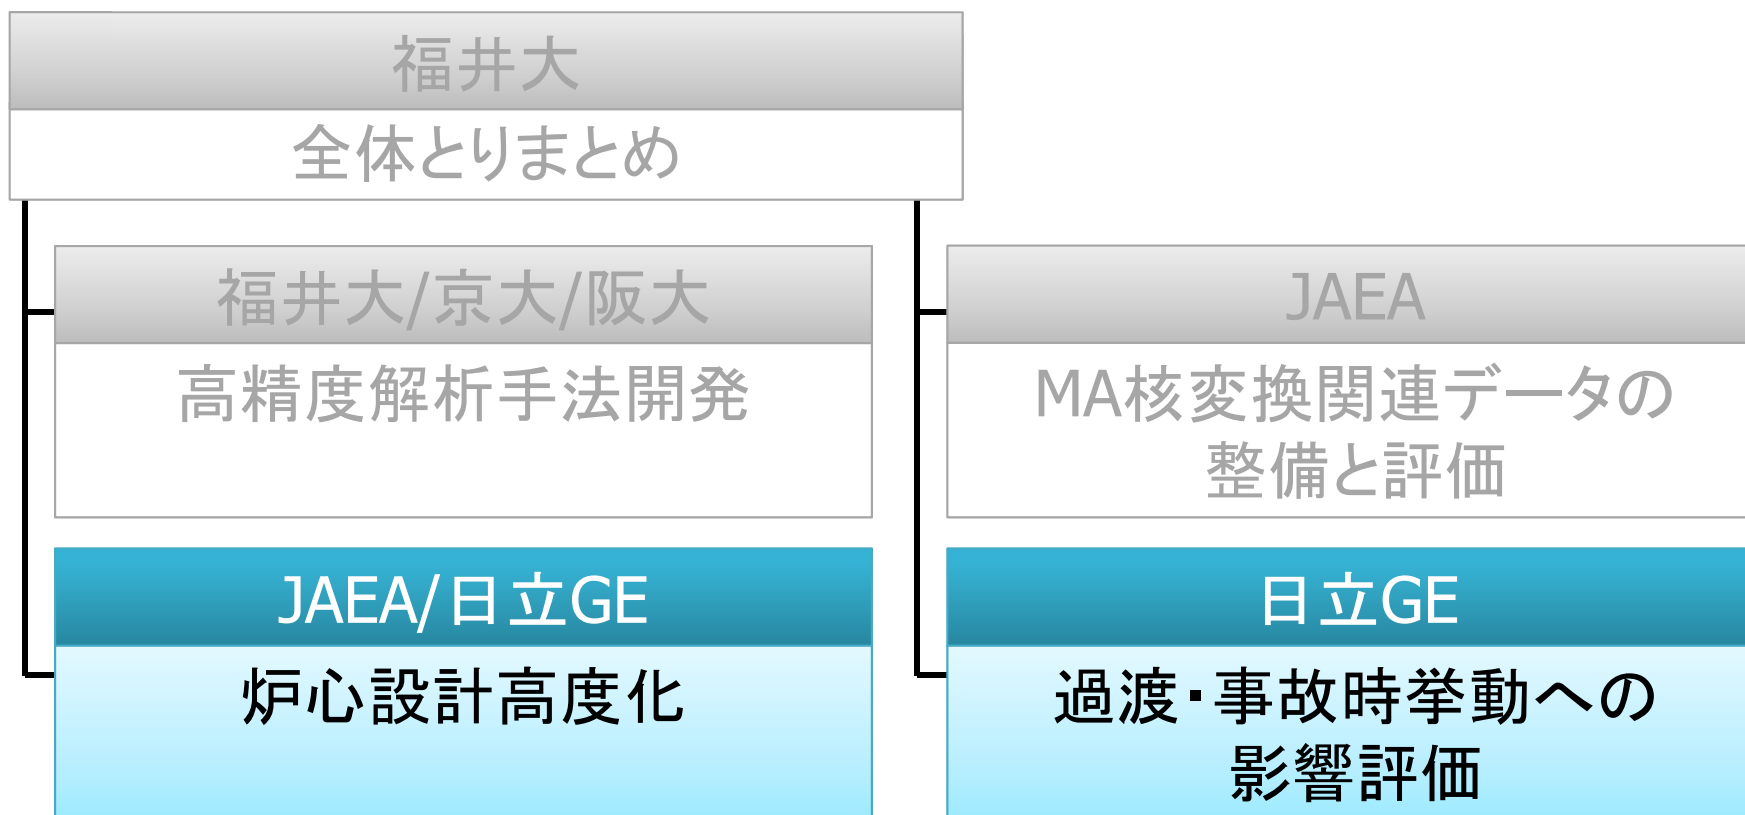 福井大
全体とりまとめ
福井大/京大/阪大
高精度解析手法開発
JAEA
MA核変換関連データの
整備と評価
JAEA/日立GE
炉心設計高度化
日立GE
過渡・事故時挙動への
影響評価